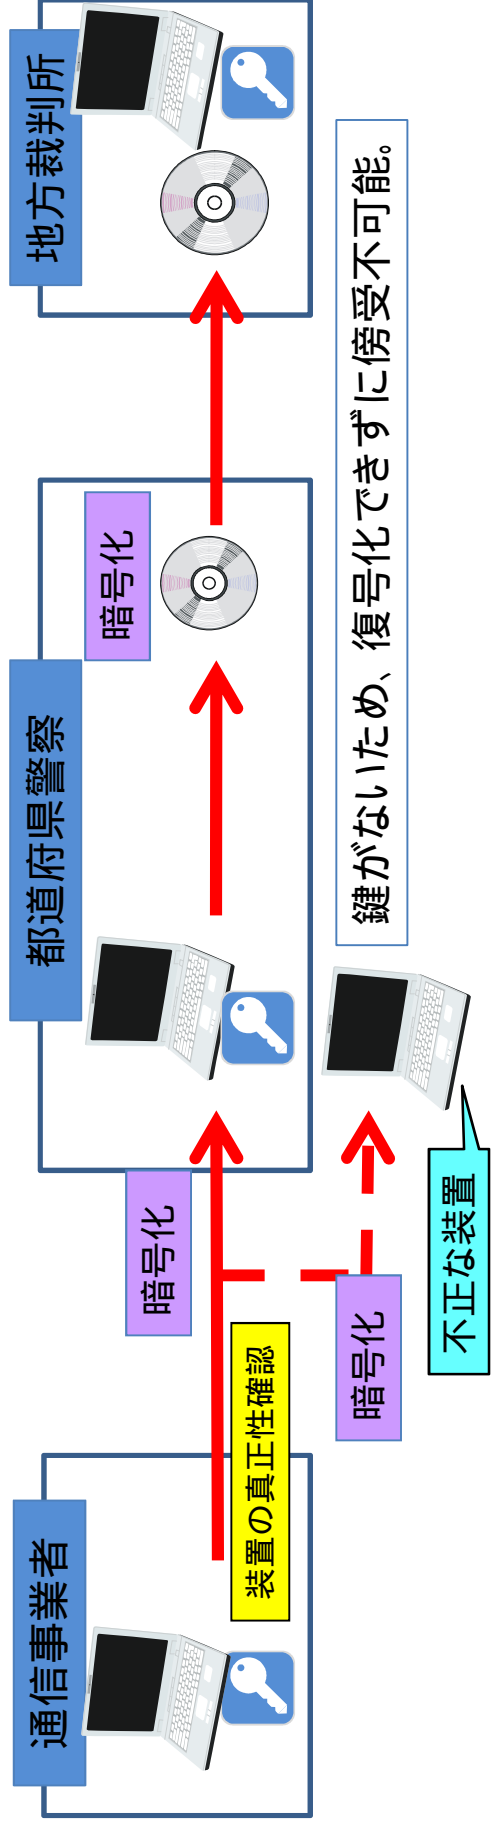 通信事業者
装置の真正性確認
暗号化
暗号化
不正な装置
都道府県警察
暗号化
鍵がないため、復号化できずに傍受不可能。
地方裁判所